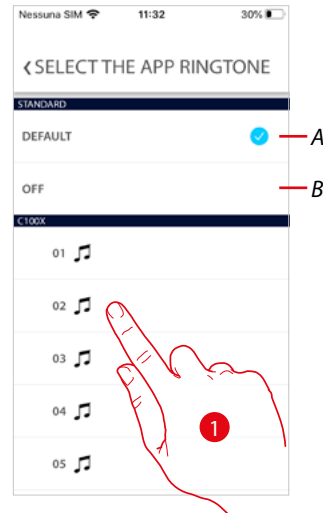 Nessuna SIM 11:32 30%
SELECT THE APP RINGTONE
STANDARD
DEFAULT A
OFF B
C100X
01
02
03
04
1
05